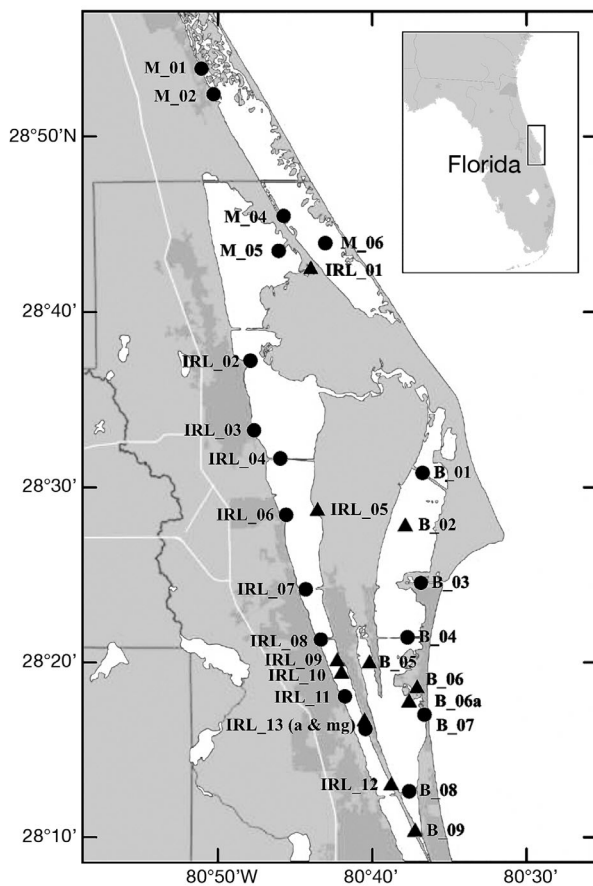 M_01
M_02
28°50’N
Florida
M_04
M_06
M_05
IRL_01
28°40’
IRL_02
IRL_03
IRL_04
B_01
28°30’
IRL_05
IRL_06
B_02
B_03
IRL_07
IRL_08
B_04
28°20’
IRL_09
B_05
IRL_10
B_06
IRL_11
B_06a
IRL_13 (a & mg)
B_07
IRL_12
B_08
28°10’
B_09
80°50’W
80°40’
80°30’